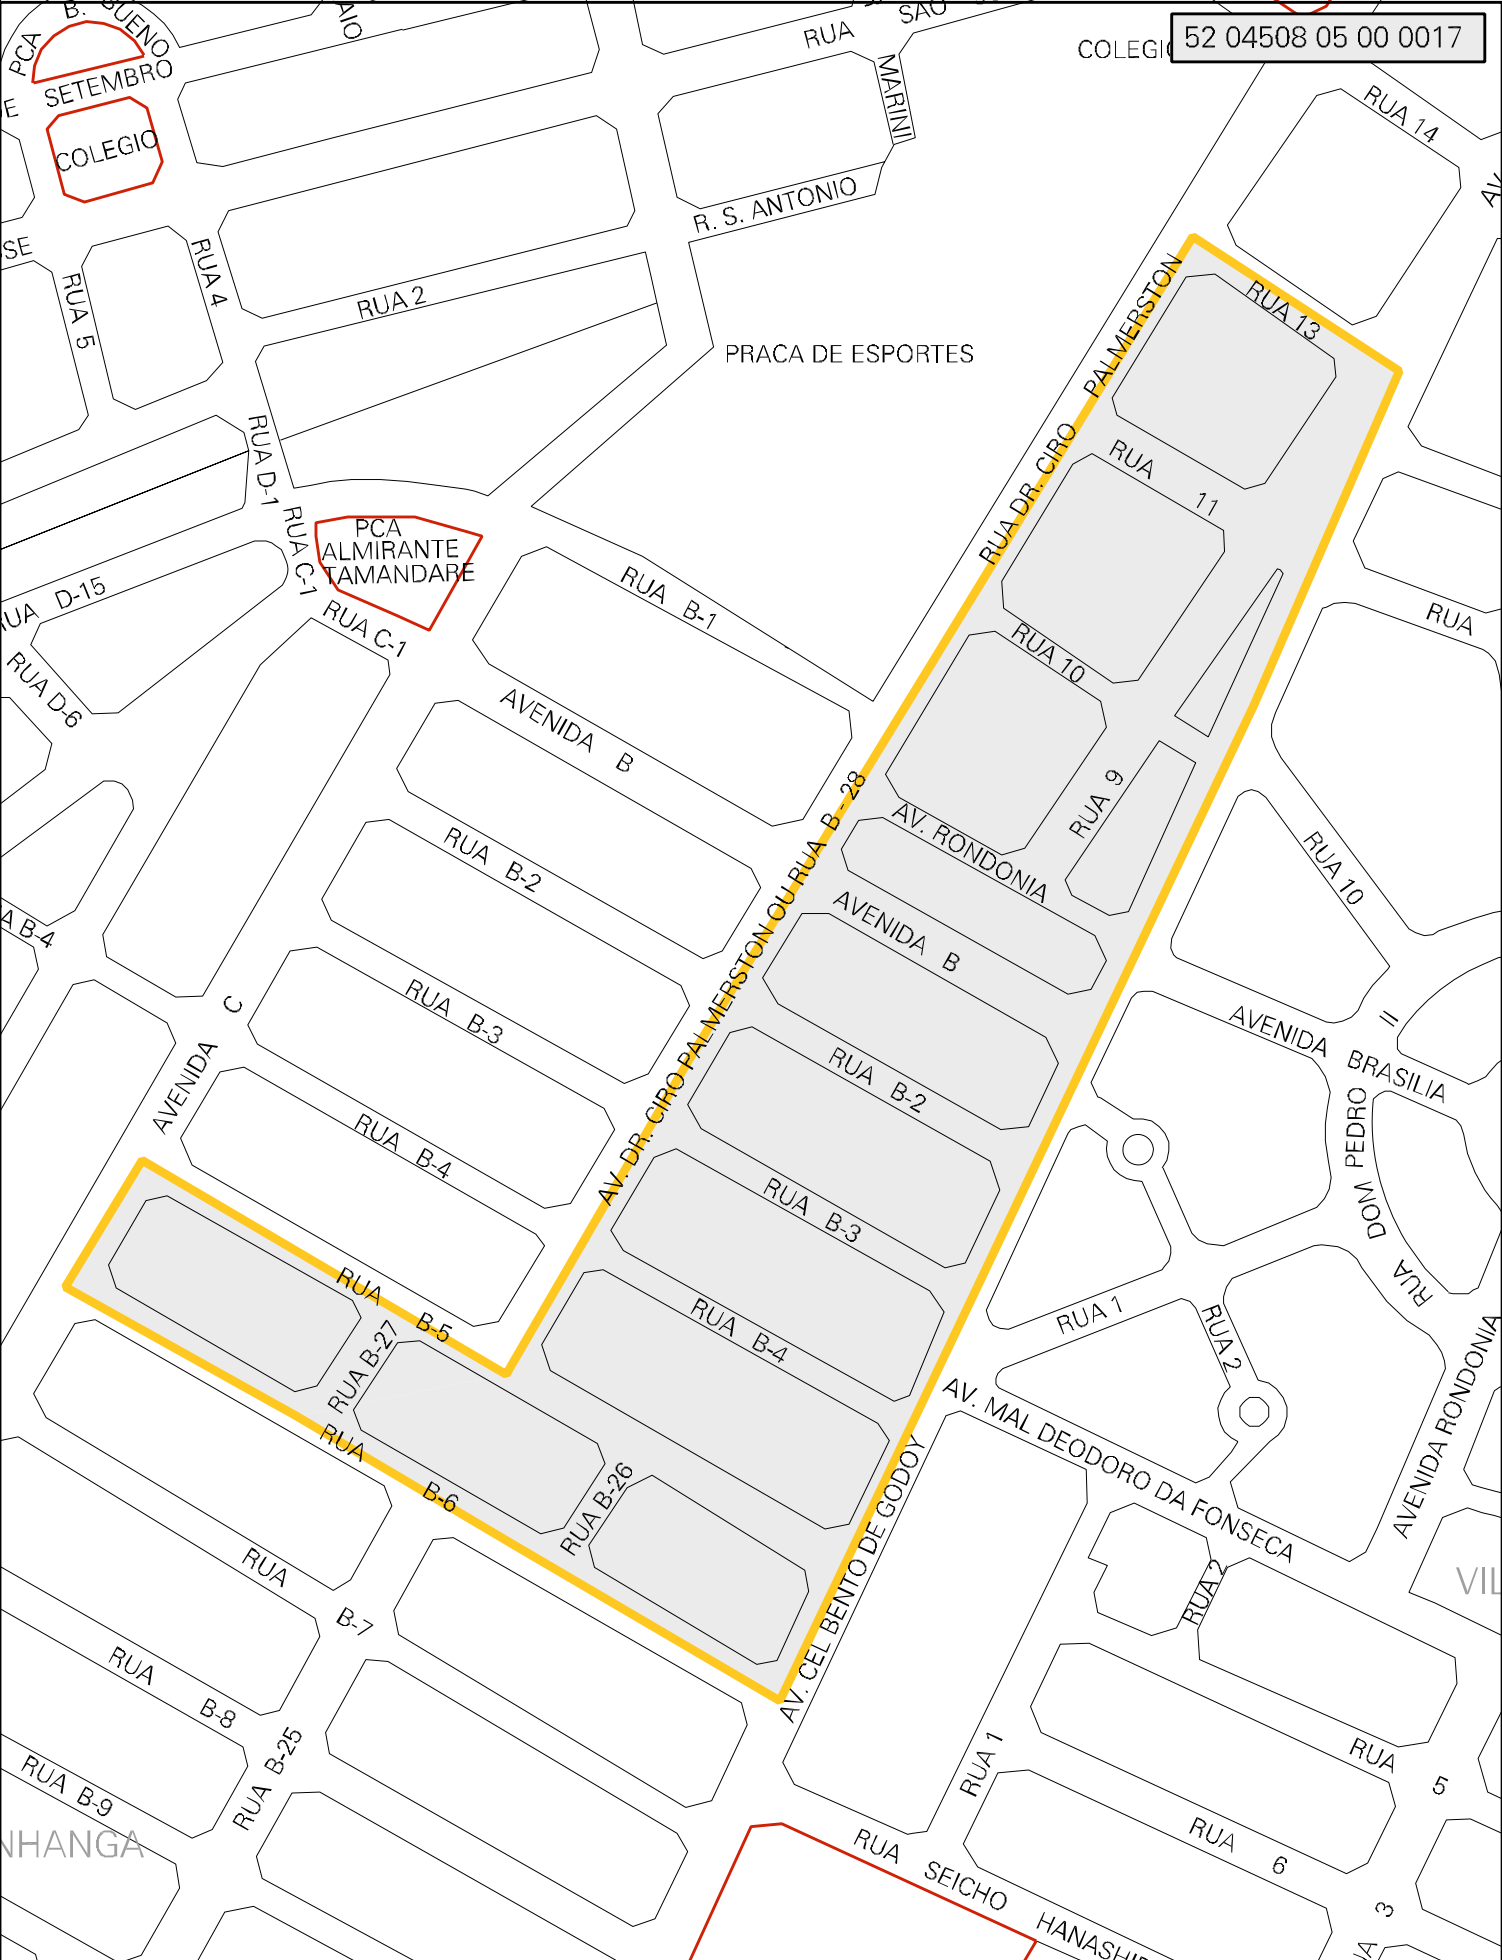 52 04508 05 00 0017
PCA
B. BUENO
SETEMBRO
COLEGIO
RUA
SAO
MARINI
COLEGIO
RUA 14
AV
R. S. ANTONIO
RUA 4
RUA 5
RUA 2
PRACA DE ESPORTES
RUA DR. CIRO PALMERSTON
RUA 13
RUA D-1
RUA C-1
PCA
ALMIRANTE
TAMANDARE
RUA C-1
RUA D-15
RUA D-6
RUA B-1
RUA 11
RUA
RUA 10
AVENIDA B
RUA 9
AV. RONDONIA
AV. DR. CIRO PALMERSTON OU RUA B - 28
RUA B-2
AVENIDA B
RUA 10
A B-4
AVENIDA C
RUA B-3
RUA B-2
AVENIDA BRASILIA
RUA DOM PEDRO II
RUA B-4
RUA B-3
RUA B-5
RUA B-27
RUA B-4
RUA 1
RUA 2
AVENIDA RONDONIA
AV. MAL DEODORO DA FONSECA
RUA B-6
RUA B-26
AV. CEL BENTO DE GODOY
RUA 2
VIL
RUA B-7
RUA B-8
RUA B-25
RUA B-9
NHANGA
RUA 1
RUA 5
RUA 6
RUA SEICHO HANASHI
3